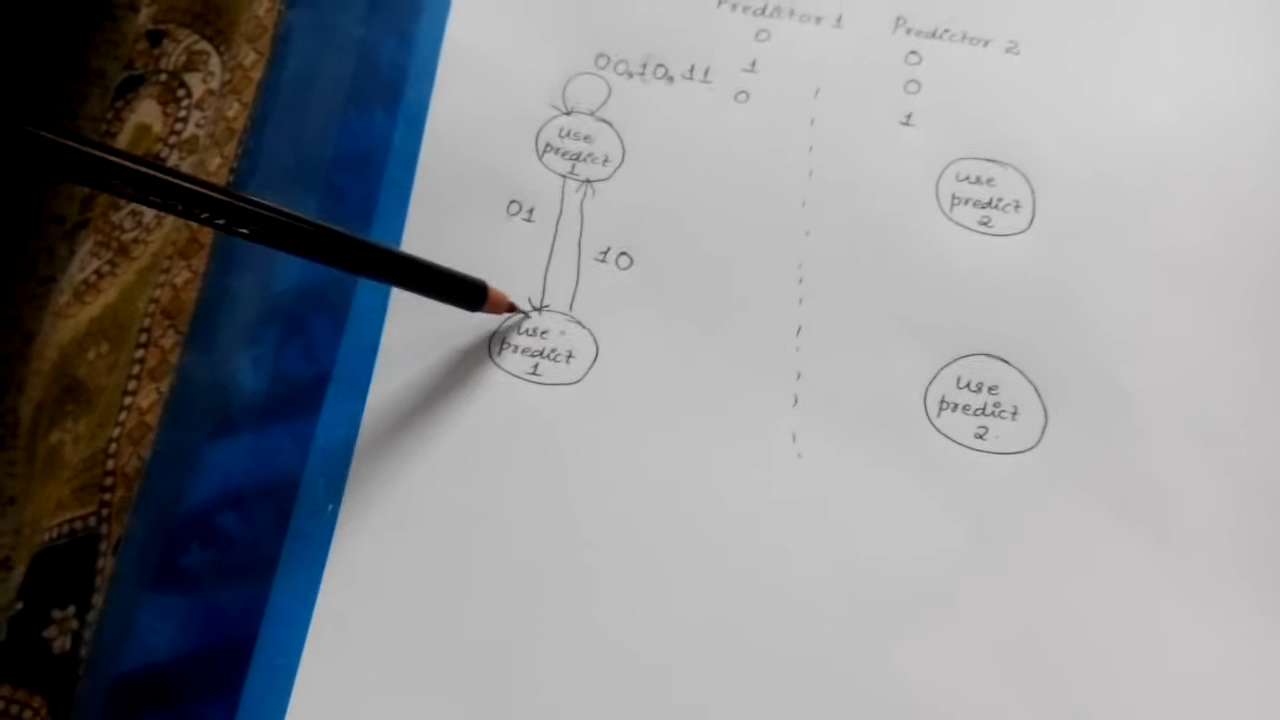 Predictor 1 Predictor 2
0 0
1 0
0 1
00,10,11
use
predict
1
01
10
use
predict
1
use
predict
2
use
predict
2.